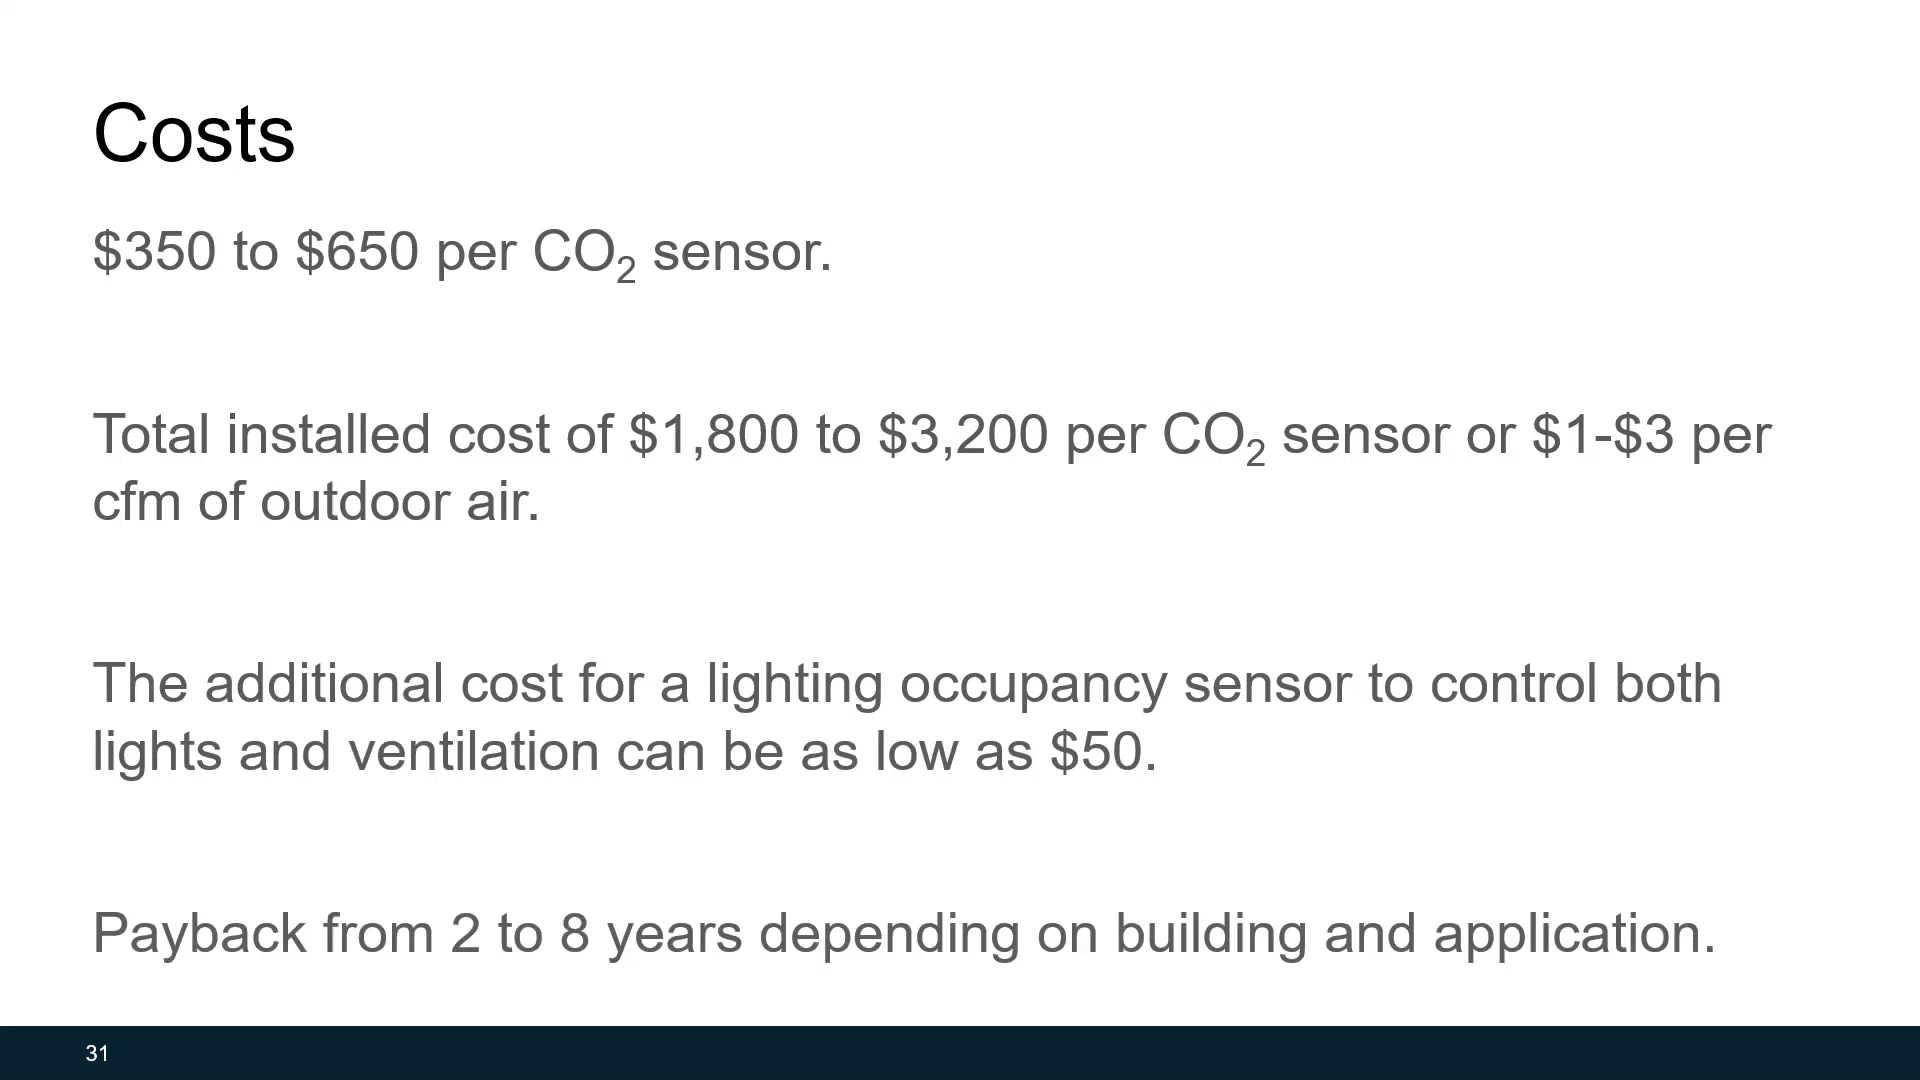 Costs
$350 to $650 per CO₂ sensor.
Total installed cost of $1,800 to $3,200 per CO₂ sensor or $1-$3 per
cfm of outdoor air.
The additional cost for a lighting occupancy sensor to control both
lights and ventilation can be as low as $50.
Payback from 2 to 8 years depending on building and application.
31